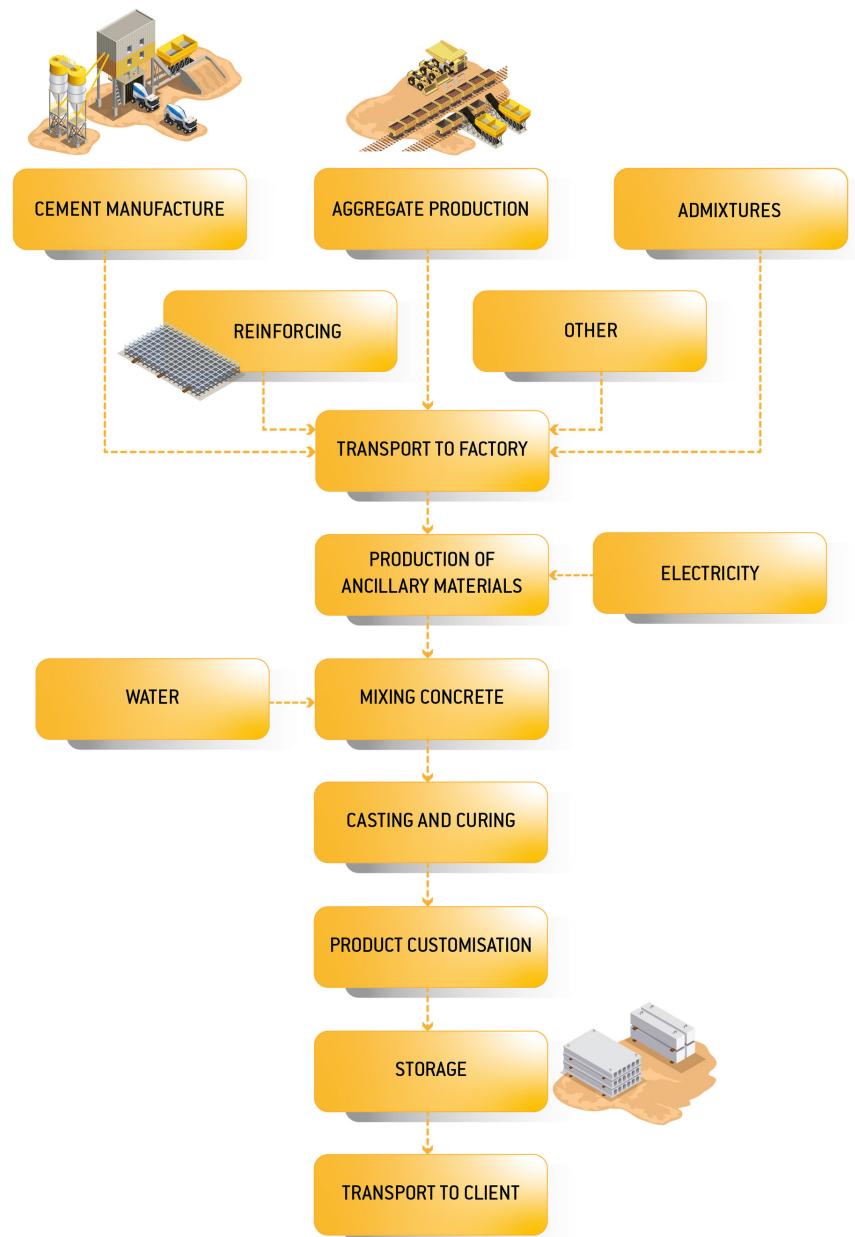 CEMENT MANUFACTURE
AGGREGATE PRODUCTION
ADMIXTURES
REINFORCING
OTHER
TRANSPORT TO FACTORY
PRODUCTION OF
ANCILLARY MATERIALS
ELECTRICITY
WATER
MIXING CONCRETE
CASTING AND CURING
PRODUCT CUSTOMISATION
STORAGE
TRANSPORT TO CLIENT